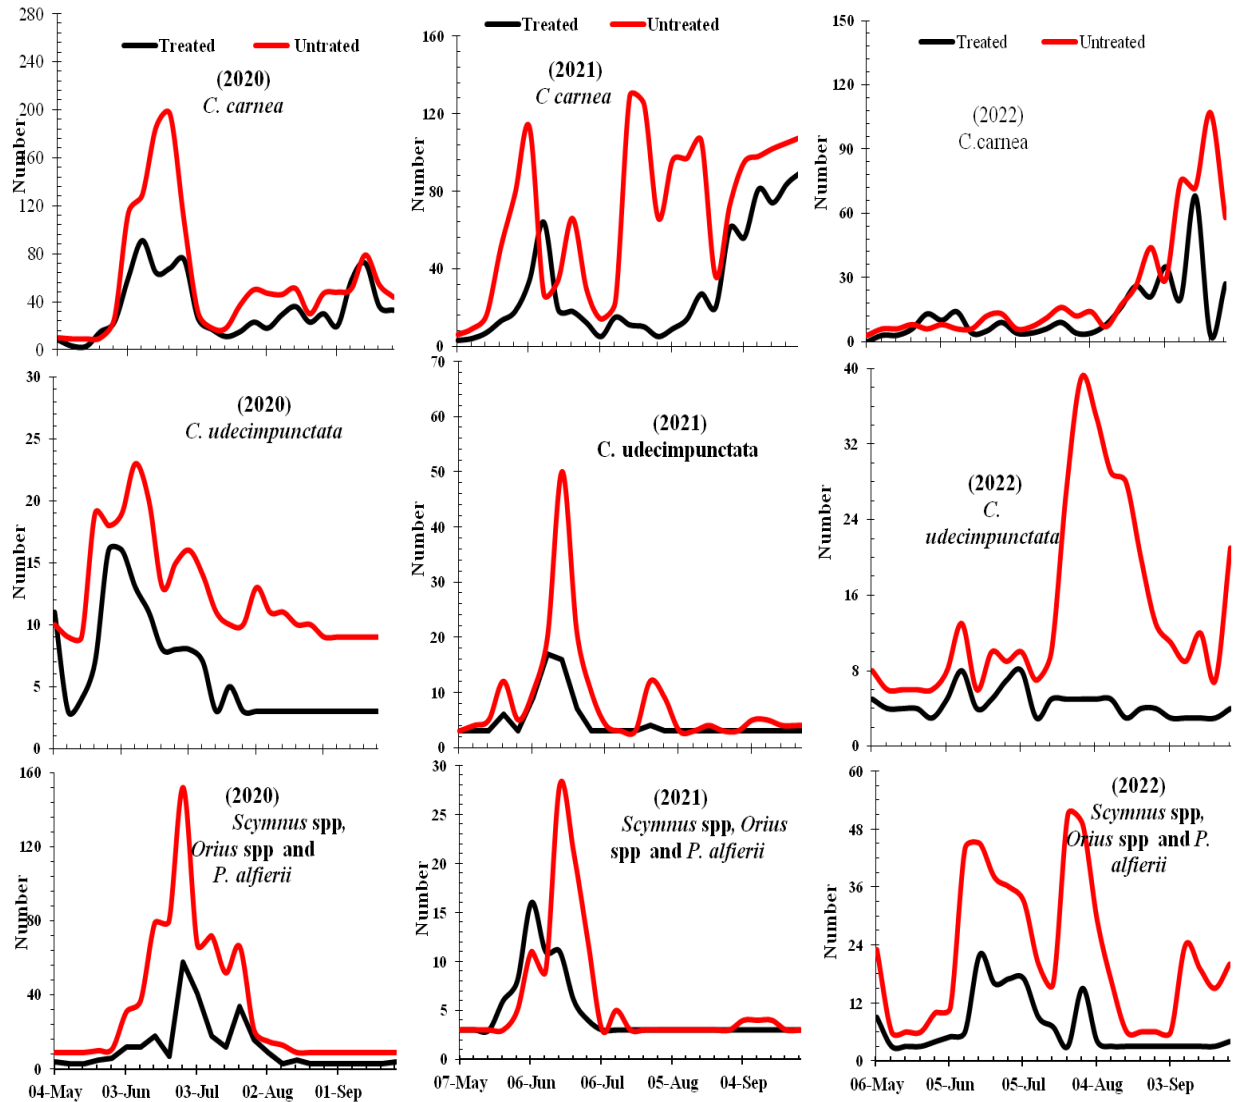 280
240
200
160
120
80
40
0
Number
Treated
Untrated
(2020)
C. carnea
160
120
80
40
0
Number
Treated
Untreated
(2021)
C carnea
150
120
90
60
30
0
Number
Treated
Untreated
(2022)
C.carnea
30
25
20
15
10
5
0
Number
(2020)
C. udecimpunctata
70
60
50
40
30
20
10
0
Number
(2021)
C. udecimpunctata
40
32
24
16
8
0
Number
(2022)
C.
udecimpunctata
160
120
80
40
0
Number
(2020)
Scymnus spp,
Orius spp and
P. alfierii
04-May 03-Jun 03-Jul 02-Aug 01-Sep
30
25
20
15
10
5
0
Number
(2021)
Scymnus spp, Orius
spp and P. alfierii
07-May 06-Jun 06-Jul 05-Aug 04-Sep
60
48
36
24
12
0
Number
(2022)
Scymnus spp,
Orius spp and P.
alfierii
06-May 05-Jun 05-Jul 04-Aug 03-Sep